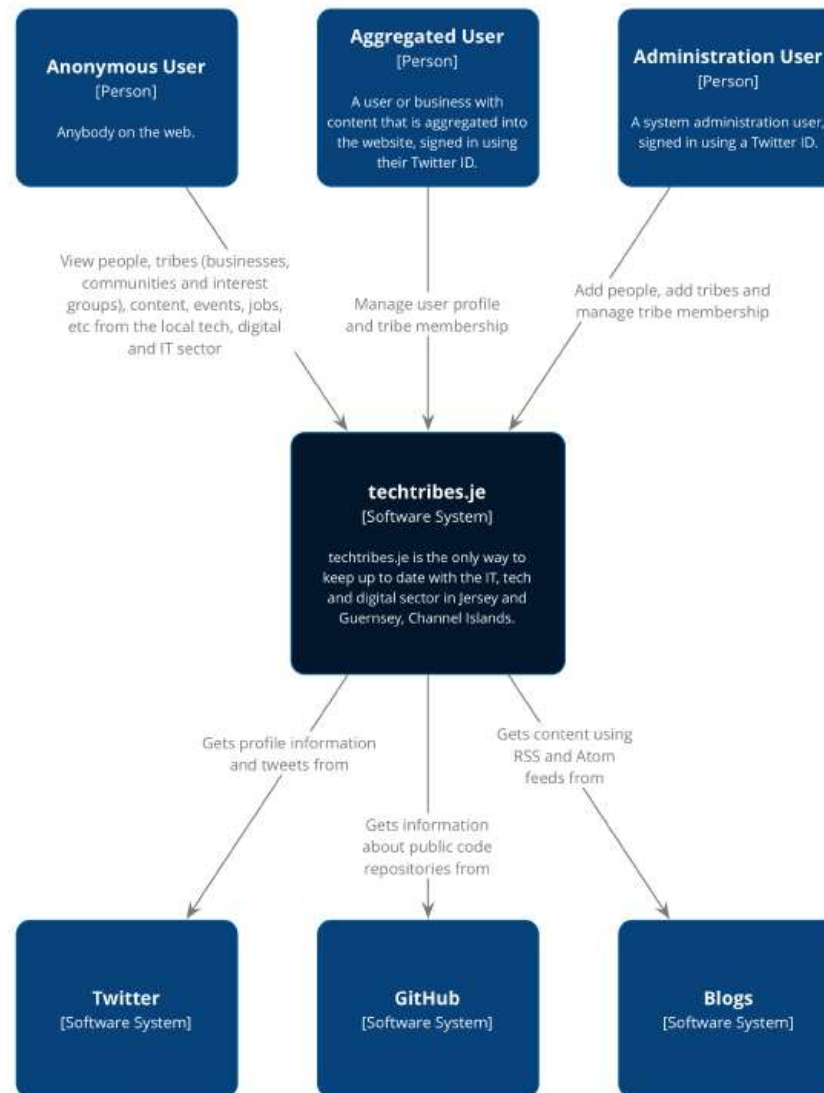 Anonymous User
[Person]
Anybody on the web.
Aggregated User
[Person]
A user or business with
content that is aggregated into
the website, signed in using
their Twitter ID.
Administration User
[Person]
A system administration user,
signed in using a Twitter ID.
View people, tribes (businesses,
communities and interest
groups), content, events, jobs,
etc from the local tech, digital
and IT sector
Manage user profile
and tribe membership
Add people, add tribes and
manage tribe membership
techtribes.je
[Software System]
techtribes.je is the only way to
keep up to date with the IT, tech
and digital sector in Jersey and
Guernsey, Channel Islands.
Gets profile information
and tweets from
Gets information
about public code
repositories from
Gets content using
RSS and Atom
feeds from
Twitter
[Software System]
GitHub
[Software System]
Blogs
[Software System]